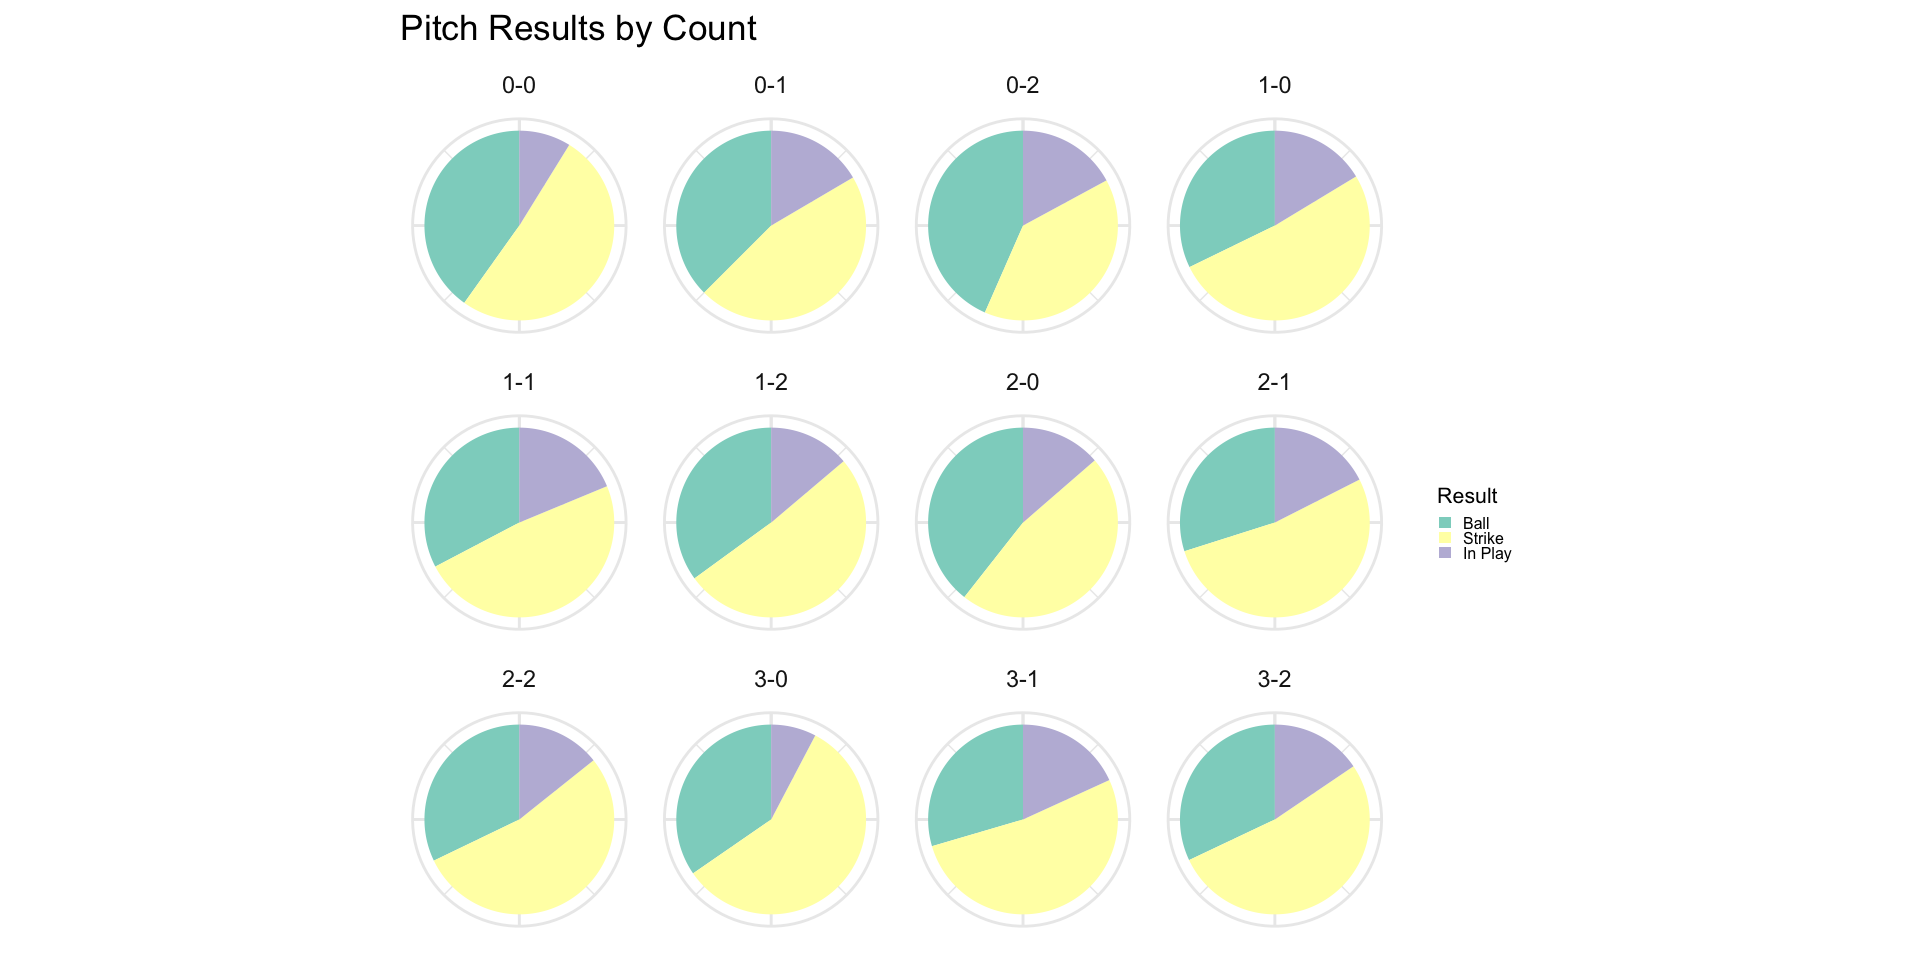 Pitch Results by Count
0-0
0-1
0-2
1-0
1-1
1-2
2-0
2-1
2-2
3-0
3-1
3-2
Result
Ball
Strike
In Play